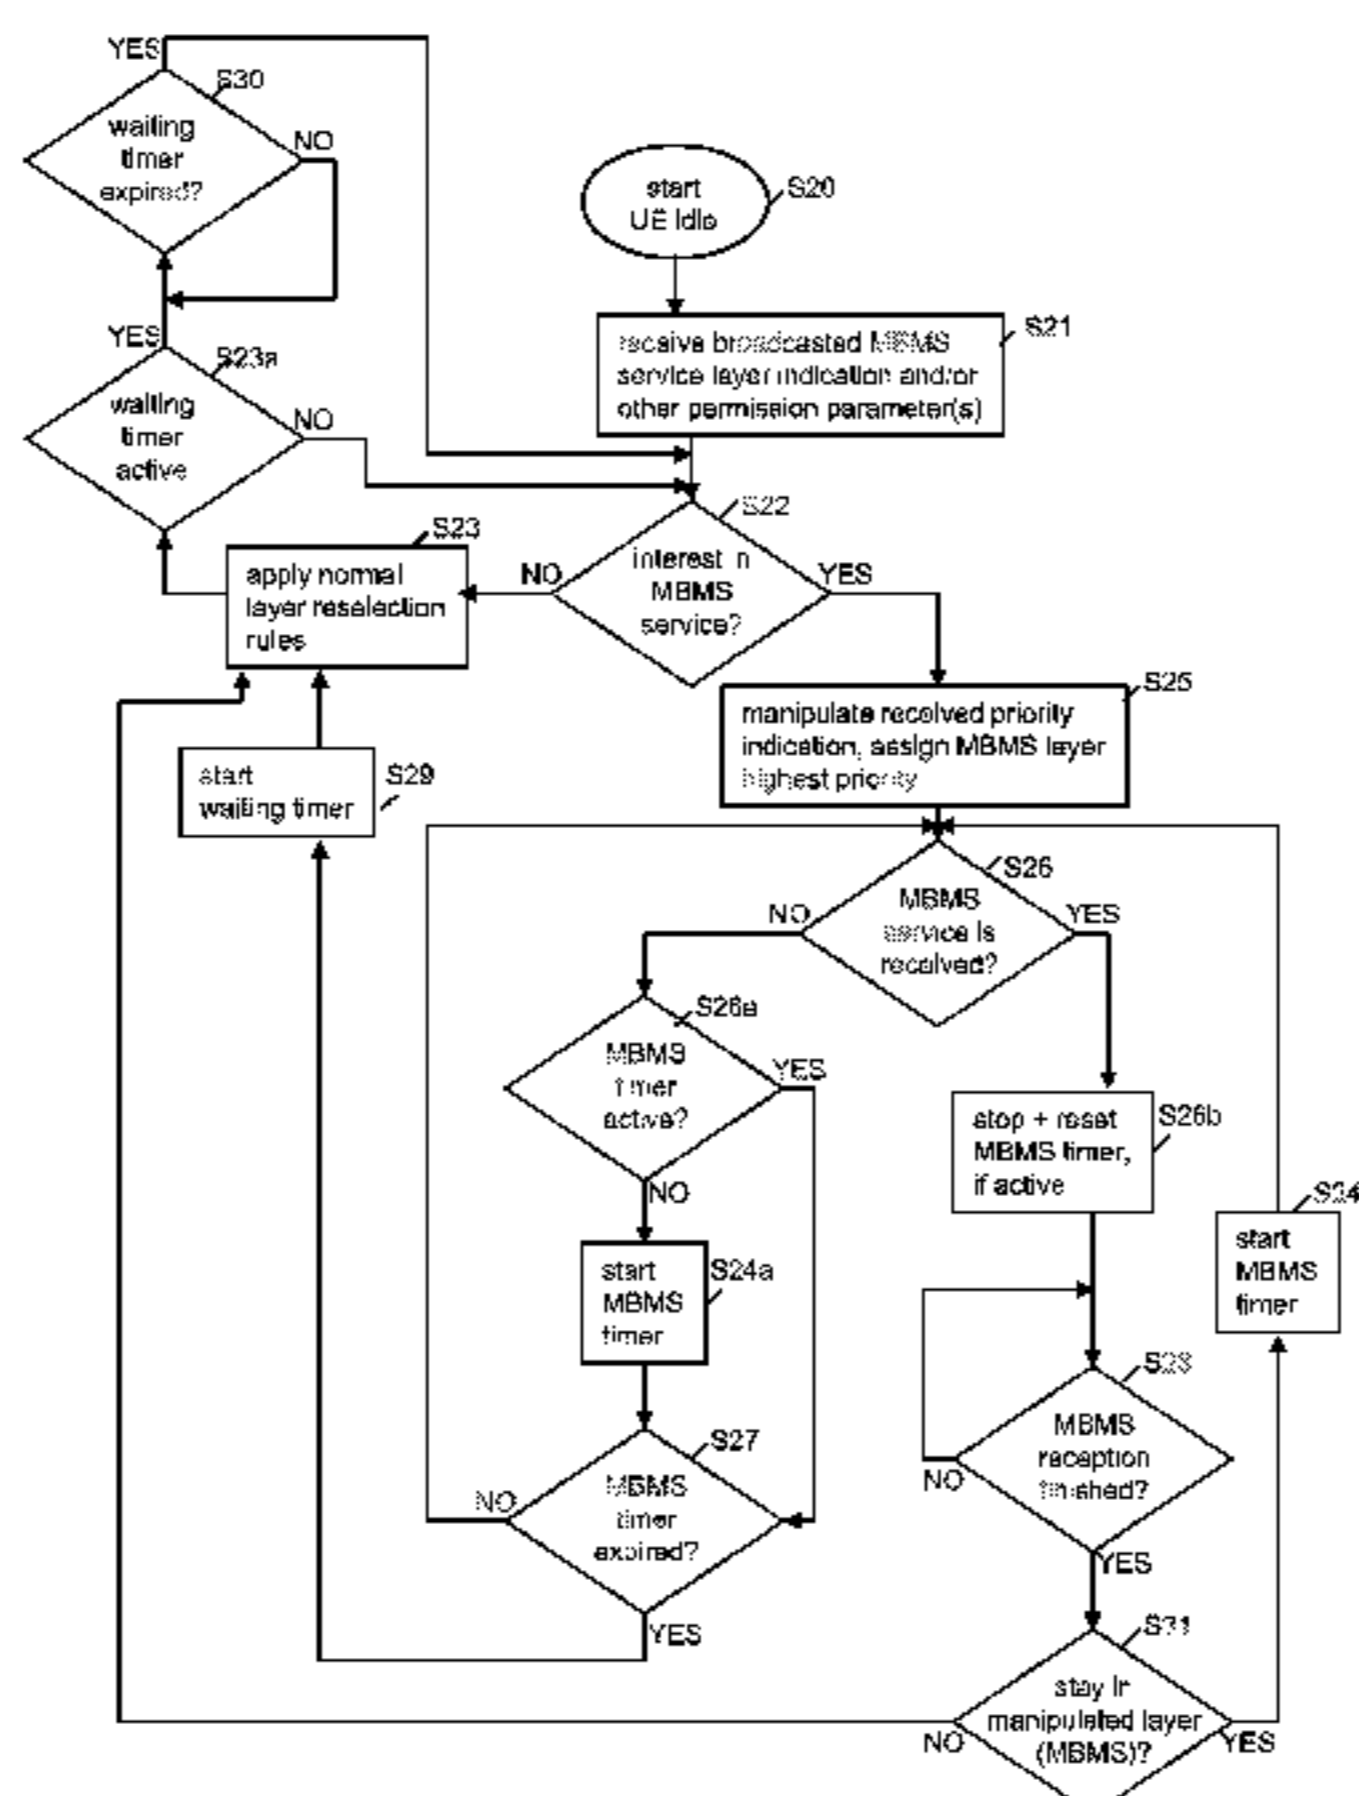 YES
S30
waiting
timer
expired?
NO
start
UE Idle
S20
S21
receive broadcasted MBMS
service layer indication and/or
other permission parameter(s)
YES
S23a
waiting
timer
active
NO
S22
interest in
MBMS
service?
NO
YES
S23
apply normal
layer reselection
rules
S25
manipulate received priority
indication, assign MBMS layer
highest priority
start
waiting timer
S29
S26
MBMS
service is
received?
NO
YES
S26a
MBMS
timer
active?
YES
NO
stop + reset
MBMS timer,
if active
S26b
S24
start
MBMS
timer
start
MBMS
timer
S24a
S28
MBMS
reception
finished?
NO
YES
S27
MBMS
timer
expired?
NO
YES
S31
stay in
manipulated layer
(MBMS)?
NO
YES